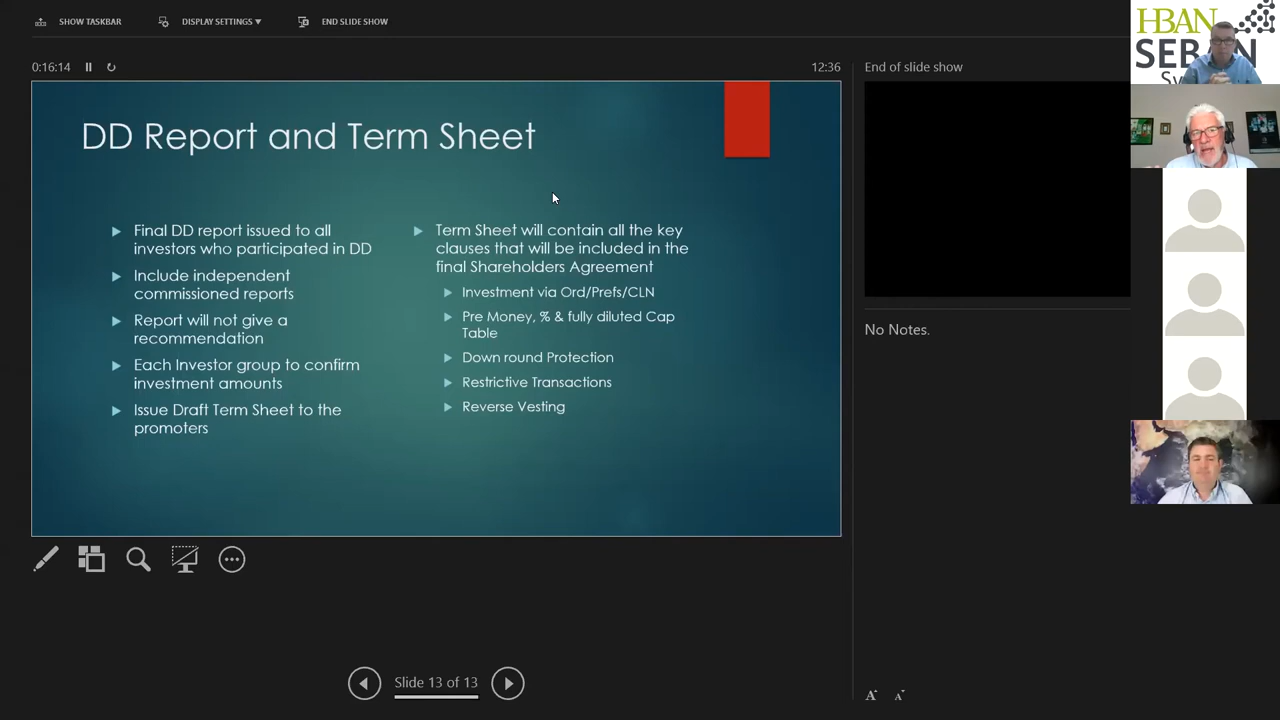 SHOW TASKBAR
DISPLAY SETTINGS ▼
END SLIDE SHOW
0:16:14
12:36
End of slide show
DD Report and Term Sheet
Final DD report issued to all
investors who participated in DD
Include independent
commissioned reports
Report will not give a
recommendation
Each Investor group to confirm
investment amounts
Issue Draft Term Sheet to the
promoters
Term Sheet will contain all the key
clauses that will be included in the
final Shareholders Agreement
Investment via Ord/Prefs/CLN
Pre Money, % & fully diluted Cap
Table
Down round Protection
Restrictive Transactions
Reverse Vesting
No Notes.
Slide 13 of 13
A
A
HBAN